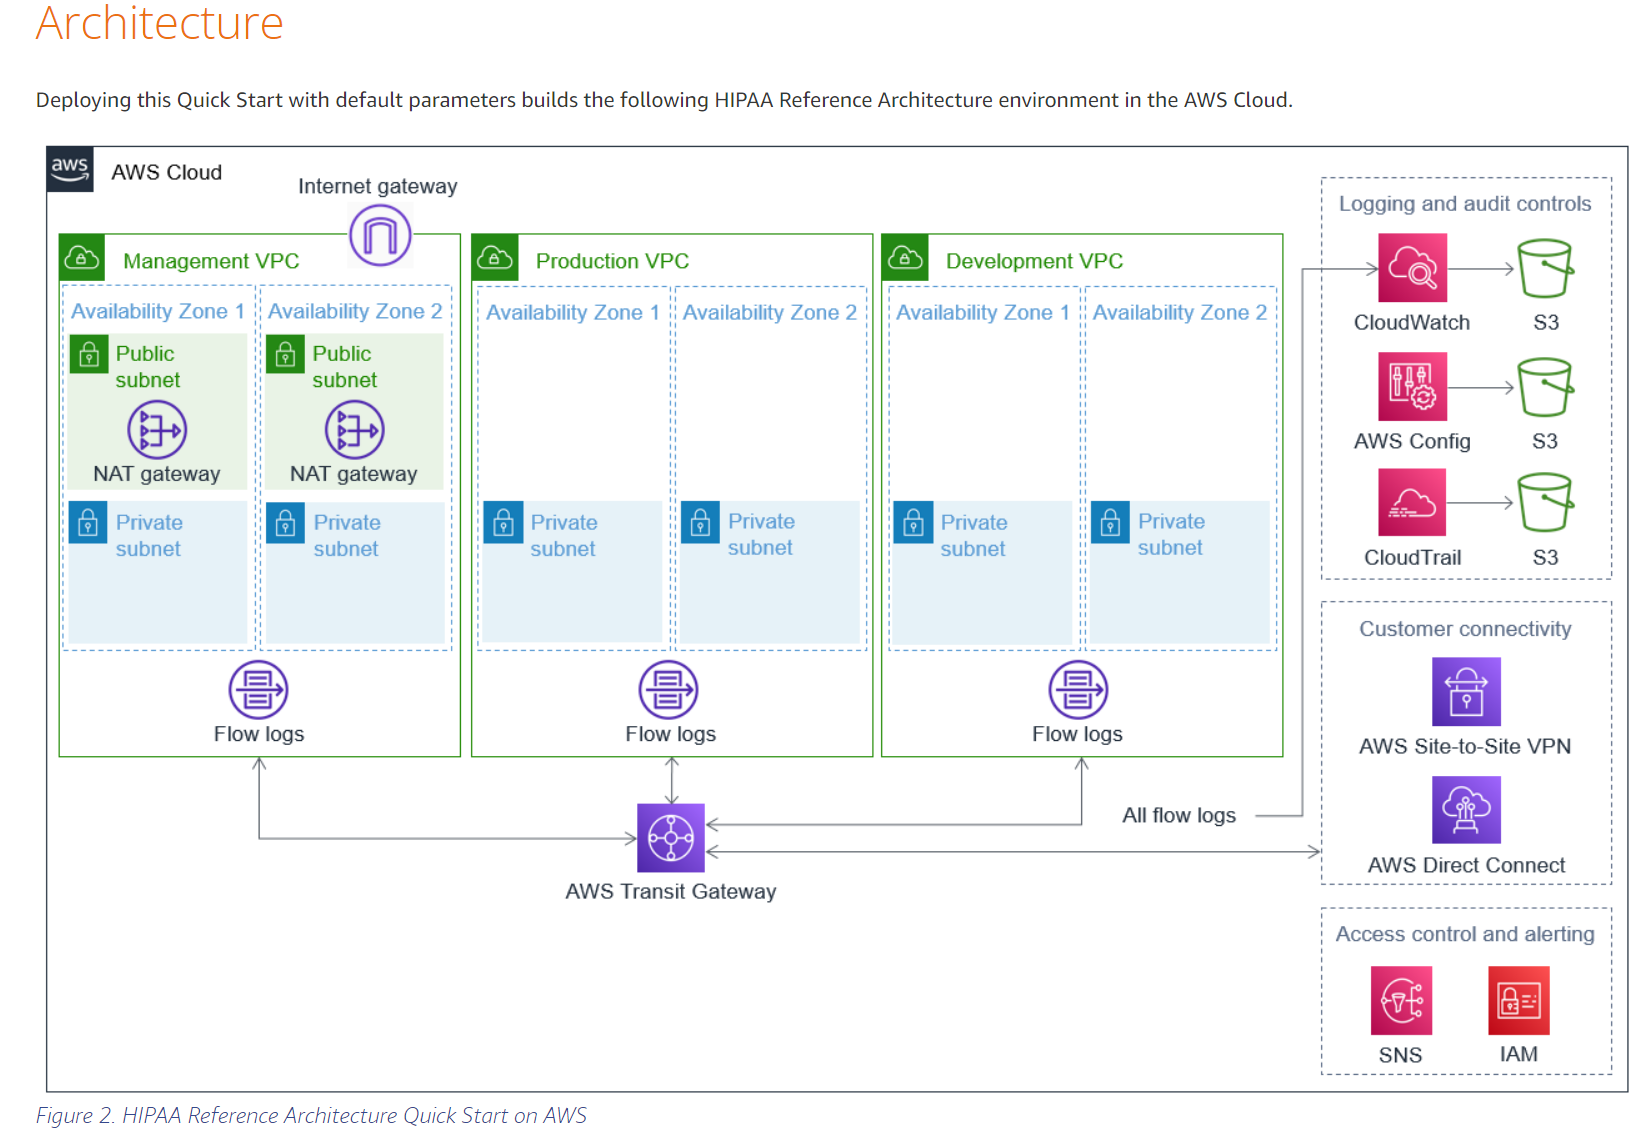 Architecture
Deploying this Quick Start with default parameters builds the following HIPAA Reference Architecture environment in the AWS Cloud.
aws
AWS Cloud
Internet gateway
Management VPC
Availability Zone 1
Availability Zone 2
Public
subnet
NAT gateway
Public
subnet
NAT gateway
Private
subnet
Private
subnet
Flow logs
Production VPC
Availability Zone 1
Availability Zone 2
Private
subnet
Private
subnet
Flow logs
Development VPC
Availability Zone 1
Availability Zone 2
Private
subnet
Private
subnet
Flow logs
AWS Transit Gateway
All flow logs
Logging and audit controls
CloudWatch
S3
AWS Config
S3
CloudTrail
S3
Customer connectivity
AWS Site-to-Site VPN
AWS Direct Connect
Access control and alerting
SNS
IAM
Figure 2. HIPAA Reference Architecture Quick Start on AWS